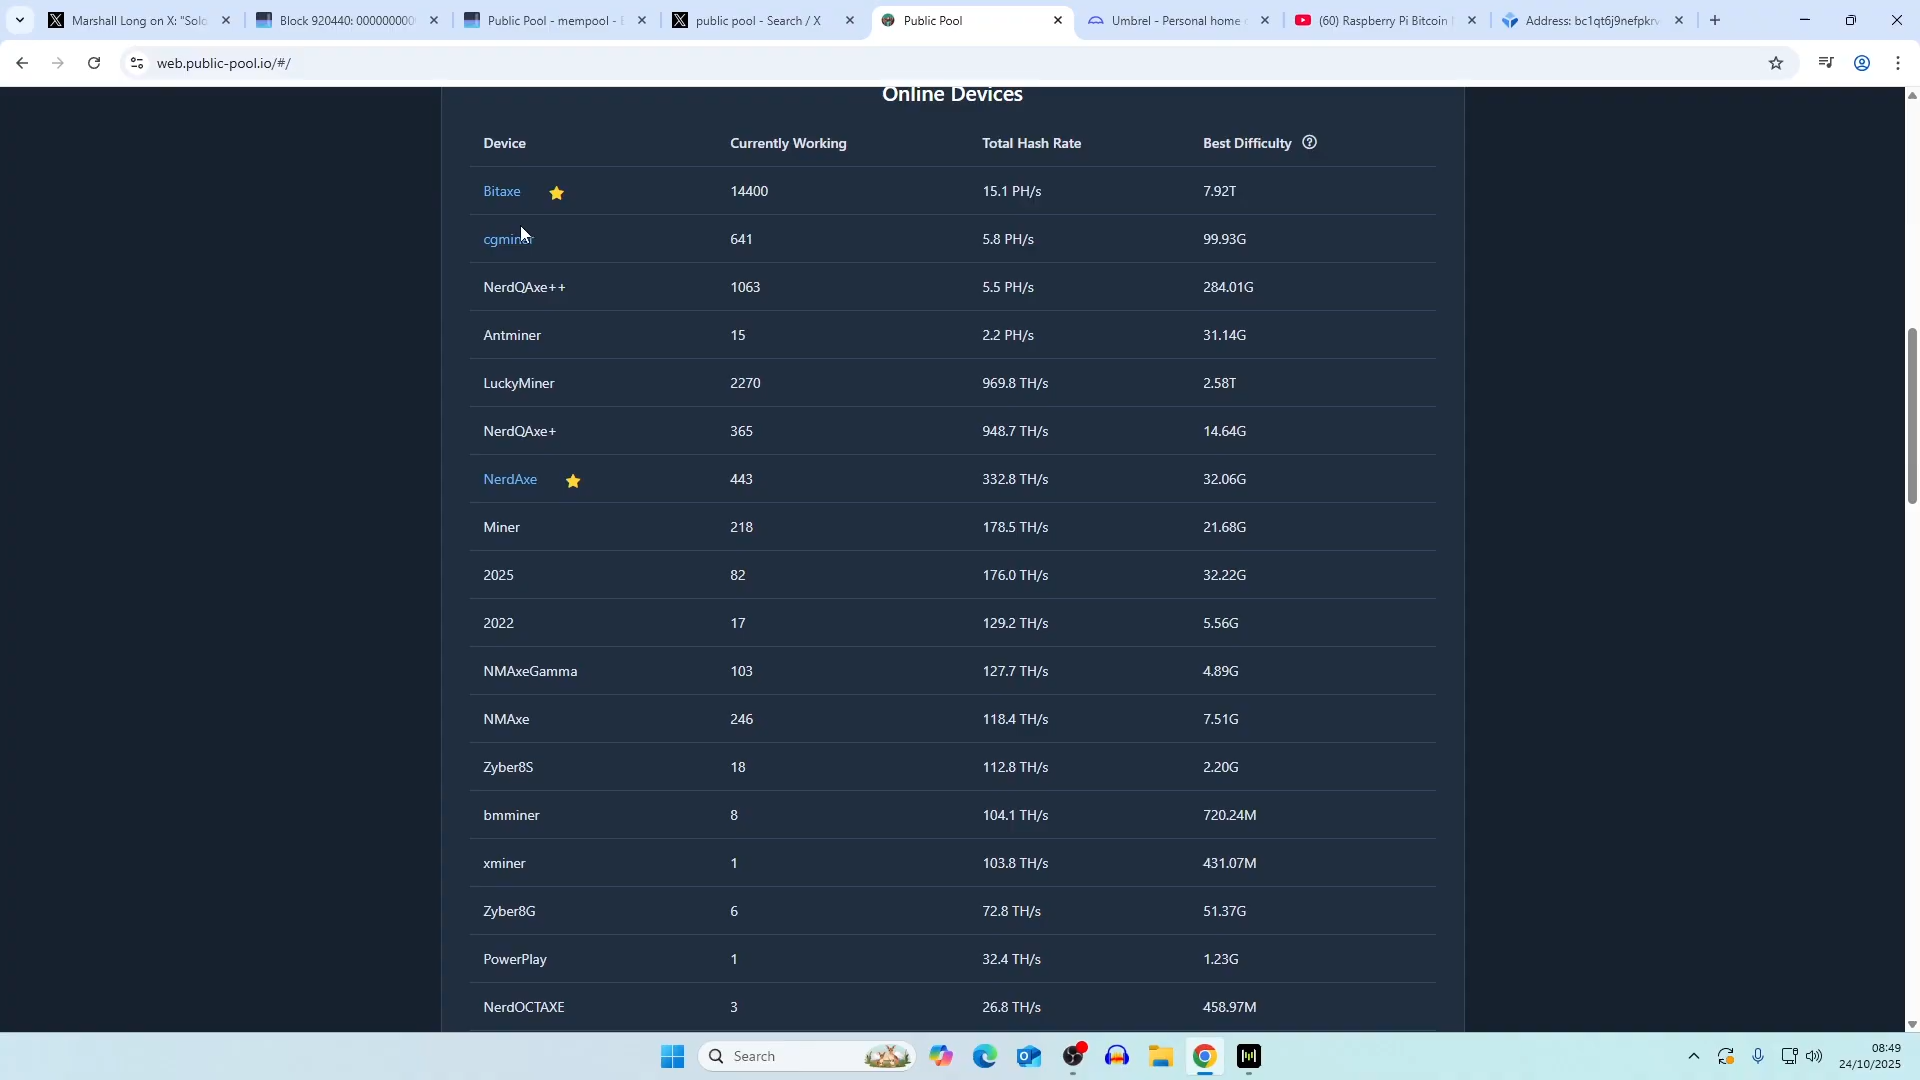 Marshall Long on X: "Solo
Block 920440: 000000000
Public Pool - mempool -
public pool - Search / X
Public Pool
Umbrel - Personal home
(60) Raspberry Pi Bitcoin
Address: bc1qt6j9nefpkr
web.public-pool.io/#/
Online Devices
Device Currently Working Total Hash Rate Best Difficulty ?
Bitaxe 14400 15.1 PH/s 7.92T
cgminer 641 5.8 PH/s 99.93G
NerdQAxe++ 1063 5.5 PH/s 284.01G
Antminer 15 2.2 PH/s 31.14G
LuckyMiner 2270 969.8 TH/s 2.58T
NerdQAxe+ 365 948.7 TH/s 14.64G
NerdAxe 443 332.8 TH/s 32.06G
Miner 218 178.5 TH/s 21.68G
2025 82 176.0 TH/s 32.22G
2022 17 129.2 TH/s 5.56G
NMAxeGamma 103 127.7 TH/s 4.89G
NMAxe 246 118.4 TH/s 7.51G
Zyber8S 18 112.8 TH/s 2.20G
bmminer 8 104.1 TH/s 720.24M
xminer 1 103.8 TH/s 431.07M
Zyber8G 6 72.8 TH/s 51.37G
PowerPlay 1 32.4 TH/s 1.23G
NerdOCTAXE 3 26.8 TH/s 458.97M
Search
08:49
24/10/2025